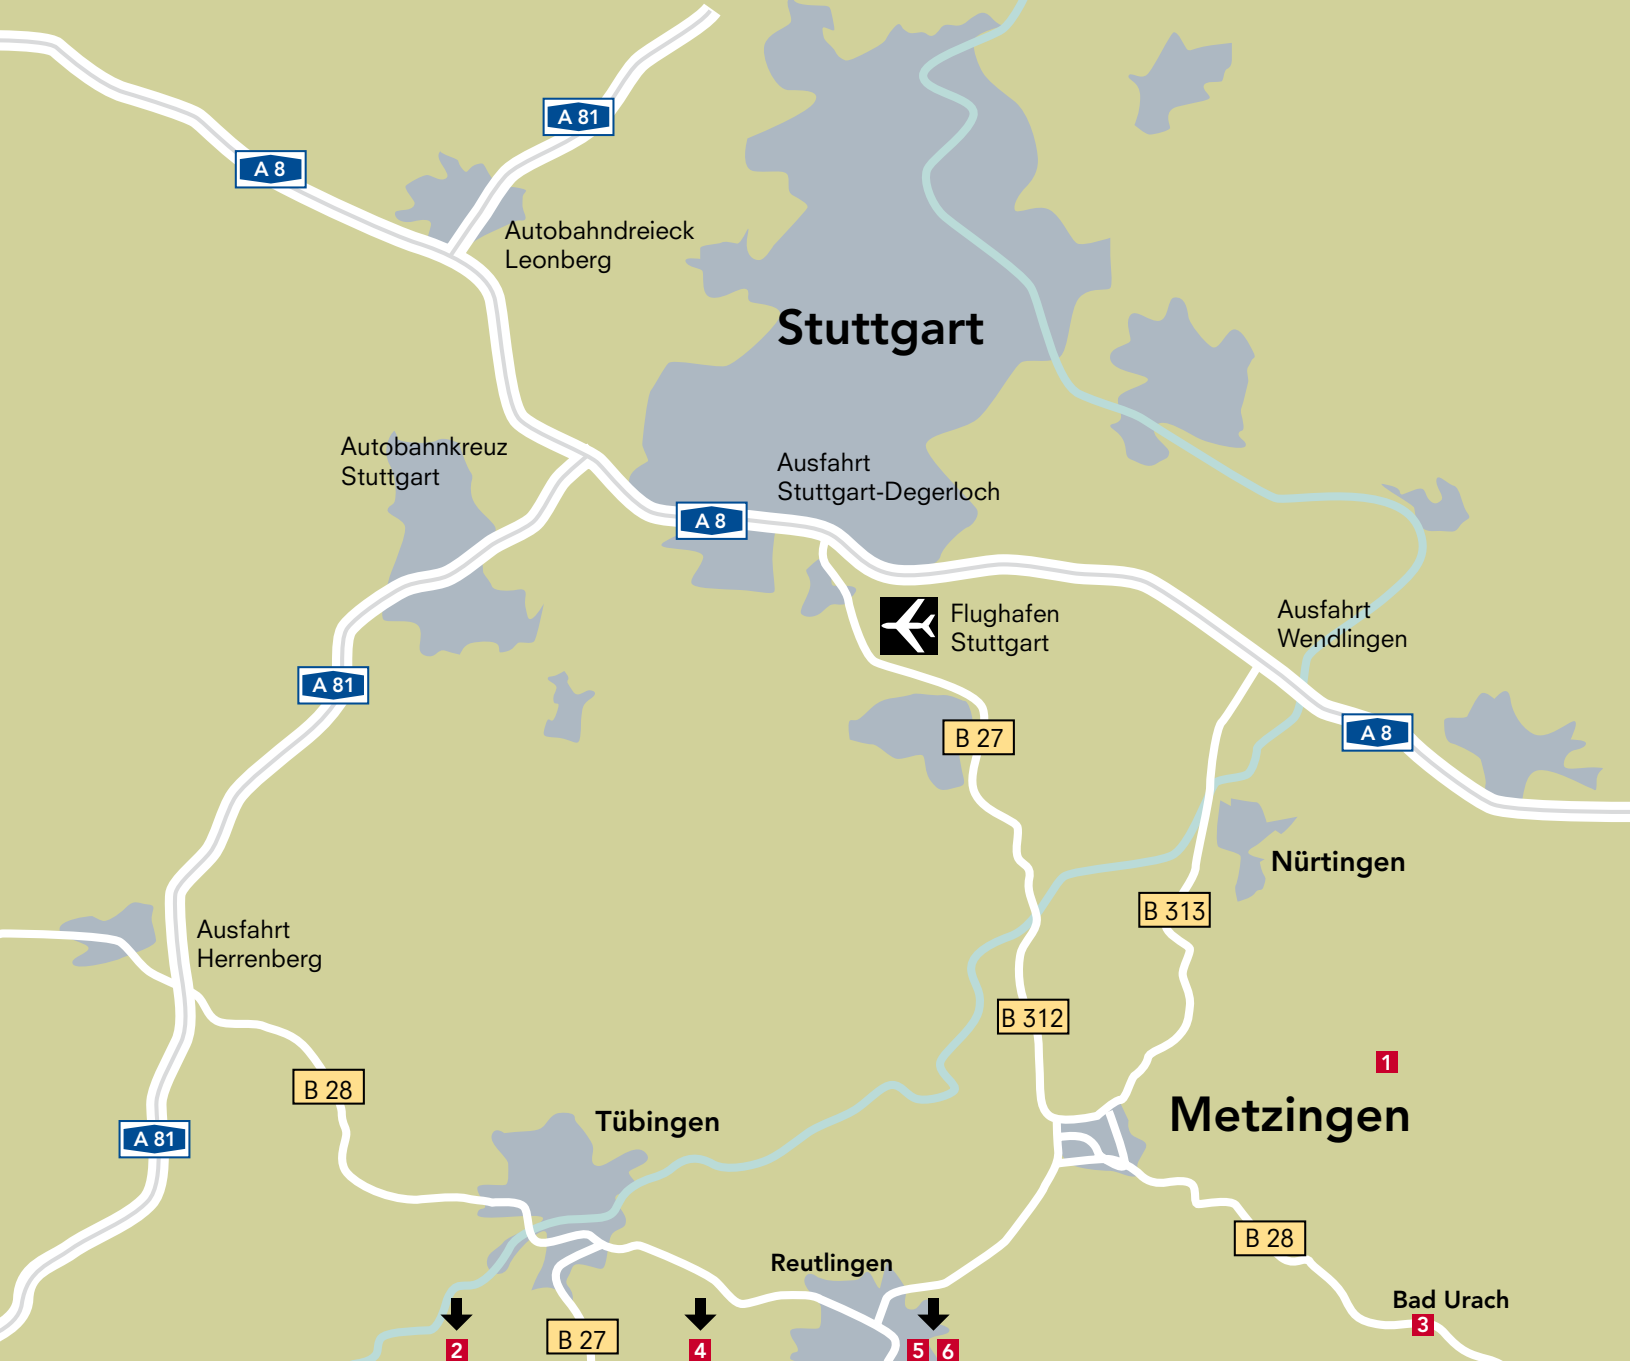 A 81
A 8
Autobahndreieck
Leonberg
Stuttgart
Autobahnkreuz
Stuttgart
Ausfahrt
Stuttgart-Degerloch
A 8
Flughafen
Stuttgart
Ausfahrt
Wendlingen
A 81
B 27
A 8
Nürtingen
B 313
Ausfahrt
Herrenberg
B 312
1
B 28
Metzingen
Tübingen
A 81
B 28
Reutlingen
Bad Urach
3
B 27
2
4
5
6